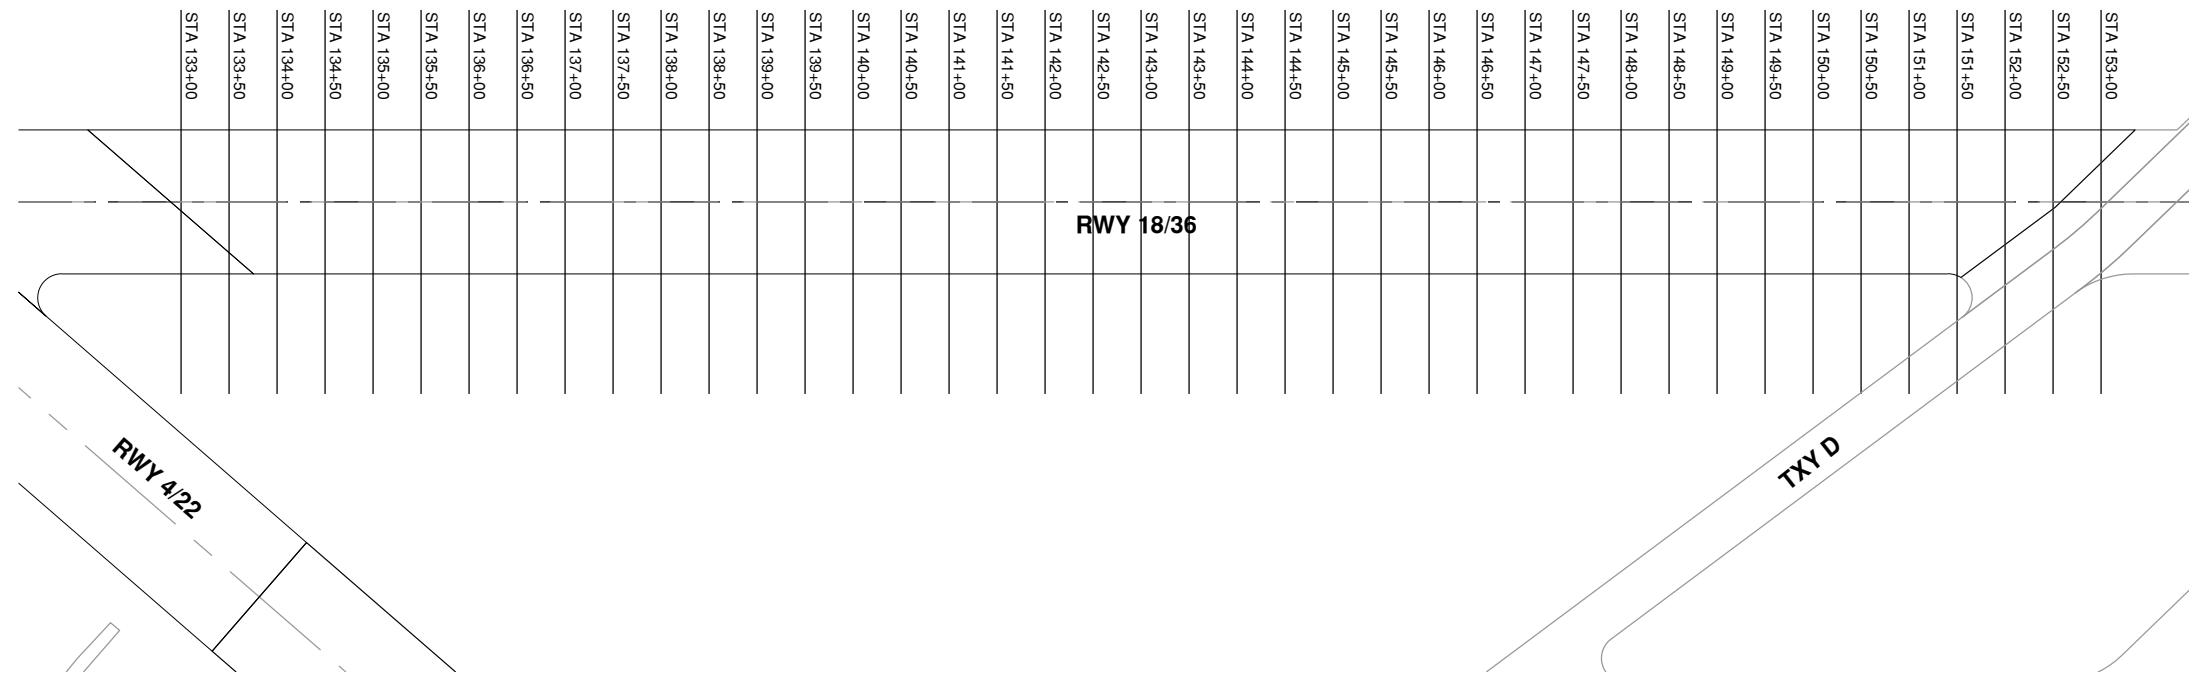 STA 133+00
STA 133+50
STA 134+00
STA 134+50
STA 135+00
STA 135+50
STA 136+00
STA 136+50
STA 137+00
STA 137+50
STA 138+00
STA 138+50
STA 139+00
STA 139+50
STA 140+00
STA 140+50
STA 141+00
STA 141+50
STA 142+00
STA 142+50
STA 143+00
STA 143+50
STA 144+00
STA 144+50
STA 145+00
STA 145+50
STA 146+00
STA 146+50
STA 147+00
STA 147+50
STA 148+00
STA 148+50
STA 149+00
STA 149+50
STA 150+00
STA 150+50
STA 151+00
STA 151+50
STA 152+00
STA 152+50
STA 153+00
RWY 18/36
RWY 4/22
TXY D